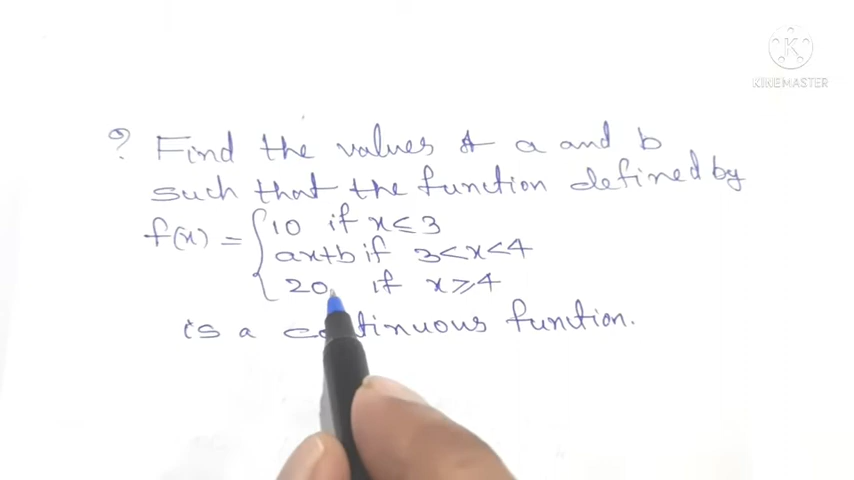 K
KINEMASTER
? Find the values of a and b
such that the function defined by
f(x) = { 10 if x ≤ 3
ax+b if 3<x<4
20 if x ≥ 4
is a continuous function.